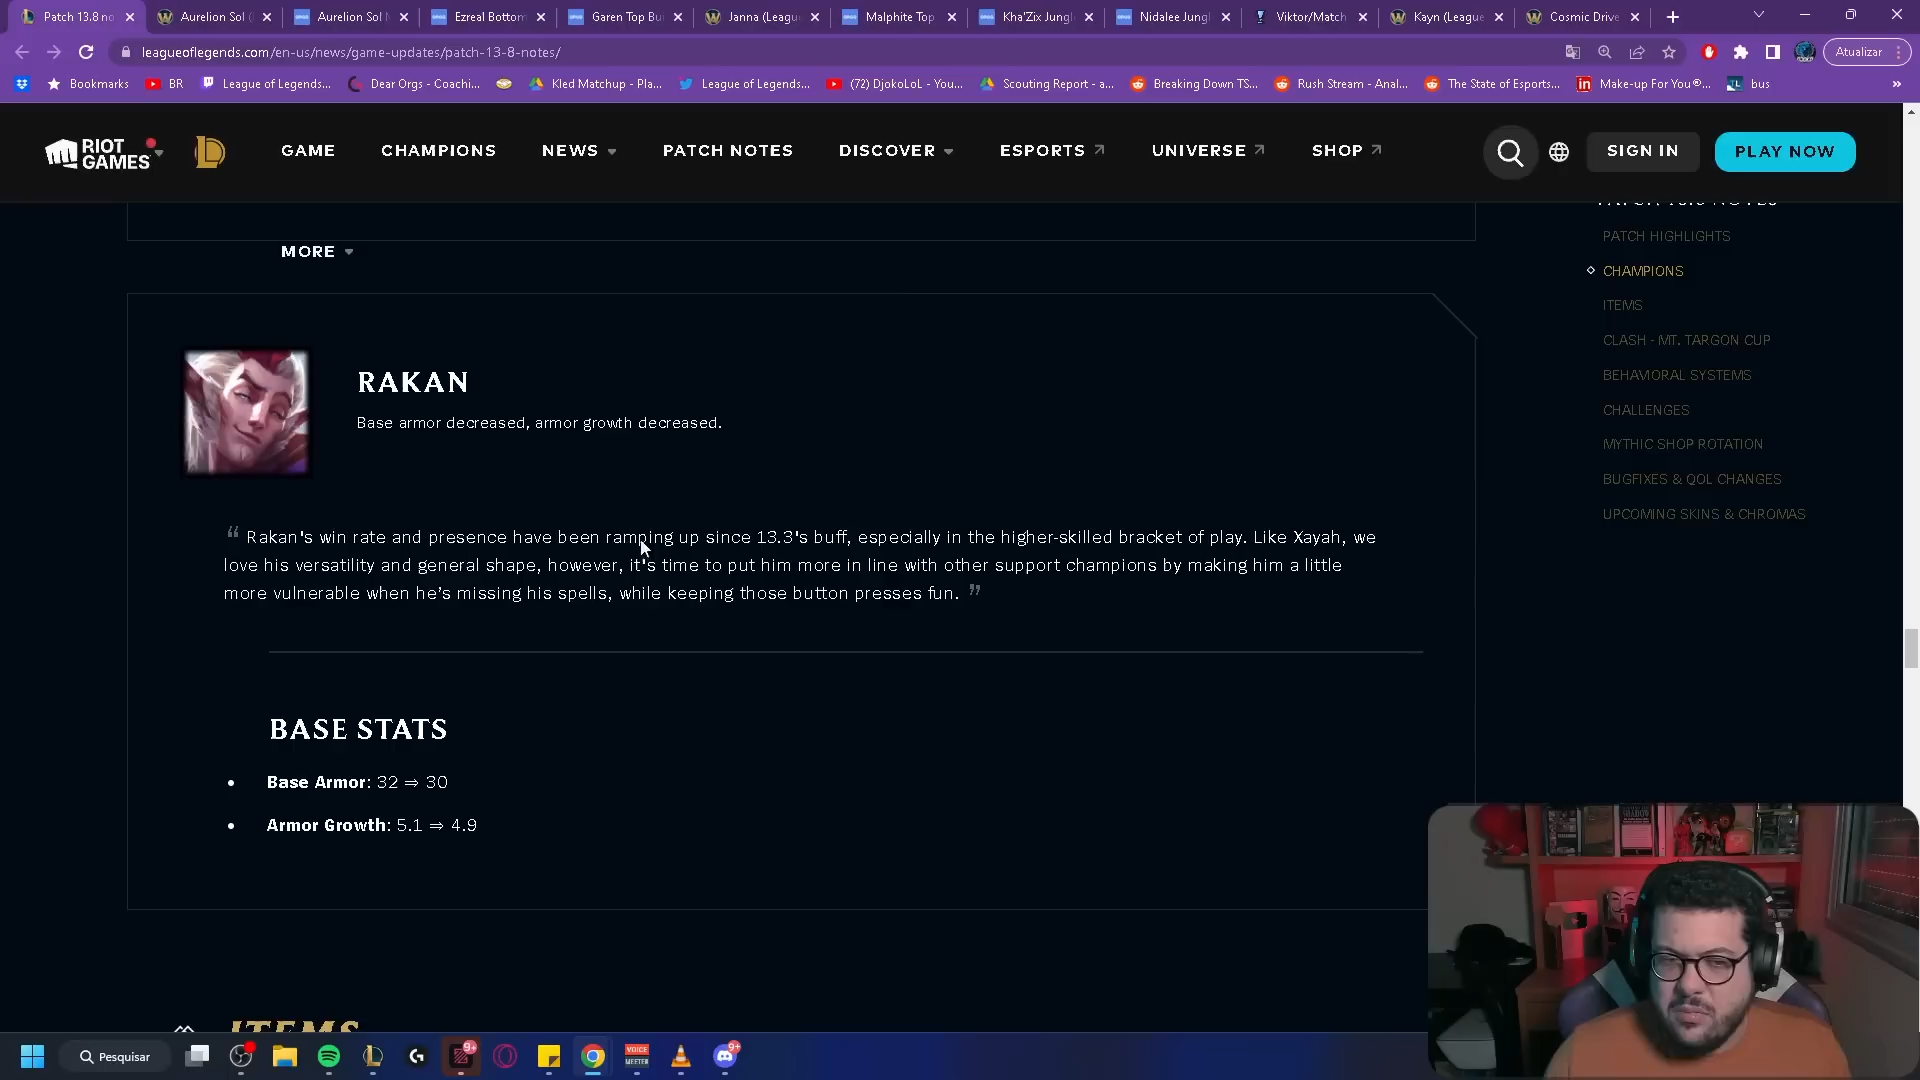 Patch 13.8 no
Aurelion Sol (
Aurelion Sol M
Ezreal Bottom
Garen Top Bui
Janna (Leagu
Malphite Top
Kha'Zix Jungl
Nidalee Jungl
Viktor/Match
Kayn (League
Cosmic Drive
leagueoflegends.com/en-us/news/game-updates/patch-13-8-notes/
Atualizar
Bookmarks
BR
League of Legends...
Dear Orgs - Coachi...
Kled Matchup - Pla...
League of Legends...
(72) DjokoLoL - You...
Scouting Report - a...
Breaking Down TS...
Rush Stream - Anal...
The State of Esports...
Make-up For You®...
bus
RIOT
GAMES
GAME
CHAMPIONS
NEWS
PATCH NOTES
DISCOVER
ESPORTS
UNIVERSE
SHOP
SIGN IN
PLAY NOW
MORE
PATCH 13.8 NOTES
PATCH HIGHLIGHTS
CHAMPIONS
ITEMS
CLASH - MT. TARGON CUP
BEHAVIORAL SYSTEMS
CHALLENGES
MYTHIC SHOP ROTATION
BUGFIXES & QOL CHANGES
UPCOMING SKINS & CHROMAS
RAKAN
Base armor decreased, armor growth decreased.
“ Rakan's win rate and presence have been ramping up since 13.3's buff, especially in the higher-skilled bracket of play. Like Xayah, we
love his versatility and general shape, however, it's time to put him more in line with other support champions by making him a little
more vulnerable when he’s missing his spells, while keeping those button presses fun. ”
BASE STATS
• Base Armor: 32 ⇒ 30
• Armor Growth: 5.1 ⇒ 4.9
ITEMS
Pesquisar
9+
VOICE
MEETER
9+